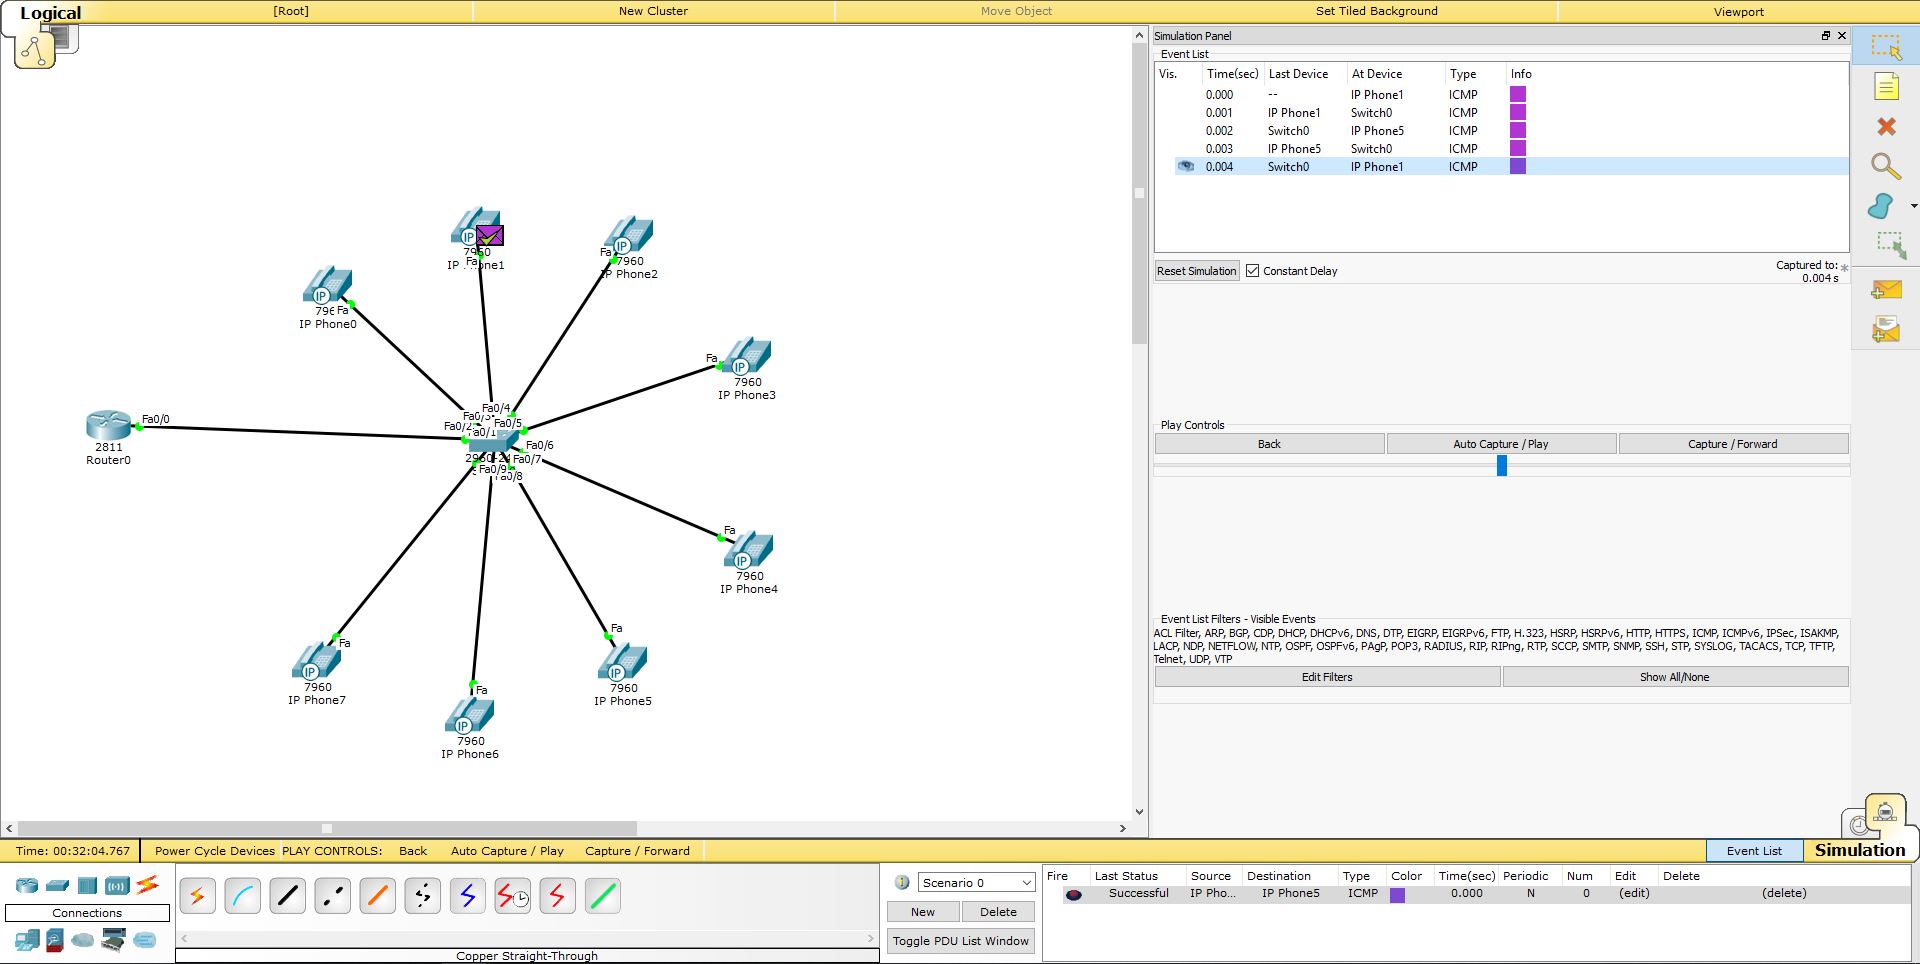 Logical
[Root]
New Cluster
Move Object
Set Tiled Background
Viewport
IP
7960
IP Phone1
Fa
IP
Fa
7960
IP Phone2
IP
796
Fa
IP Phone0
Fa
IP
7960
IP Phone3
Fa0/0
2811
Router0
Fa0/4
Fa0/3
Fa0/5
Fa0/2
Fa0/1
Fa0/6
Fa0/7
Fa0/9
Fa0/8
Fa
IP
7960
IP Phone4
Fa
IP
7960
IP Phone5
Fa
IP
7960
IP Phone7
Fa
IP
7960
IP Phone6
Simulation Panel
Event List
Vis. Time(sec) Last Device At Device Type Info
0.000 -- IP Phone1 ICMP
0.001 IP Phone1 Switch0 ICMP
0.002 Switch0 IP Phone5 ICMP
0.003 IP Phone5 Switch0 ICMP
0.004 Switch0 IP Phone1 ICMP
Reset Simulation Constant Delay
Captured to:
0.004 s
Play Controls
Back Auto Capture / Play Capture / Forward
Event List Filters - Visible Events
ACL Filter, ARP, BGP, CDP, DHCP, DHCPv6, DNS, DTP, EIGRP, EIGRPv6, FTP, H.323, HSRP, HSRPv6, HTTP, HTTPS, ICMP, ICMPv6, IPSec, ISAKMP,
LACP, NDP, NETFLOW, NTP, OSPF, OSPFv6, PAgP, POP3, RADIUS, RIP, RIPng, RTP, SCCP, SMTP, SNMP, SSH, STP, SYSLOG, TACACS, TCP, TFTP,
Telnet, UDP, VTP
Edit Filters Show All/None
Time: 00:32:04.767 Power Cycle Devices PLAY CONTROLS: Back Auto Capture / Play Capture / Forward
Event List Simulation
Connections
Copper Straight-Through
Scenario 0
New Delete
Toggle PDU List Window
Fire Last Status Source Destination Type Color Time(sec) Periodic Num Edit Delete
Successful IP Pho... IP Phone5 ICMP 0.000 N 0 (edit) (delete)